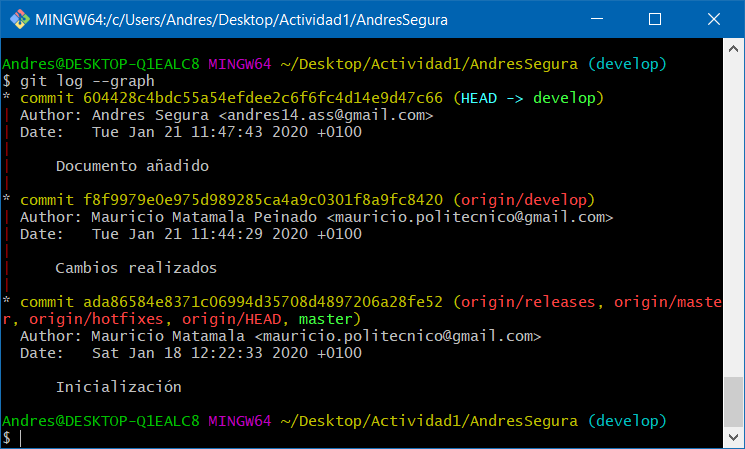 MINGW64:/c/Users/Andres/Desktop/Actividad1/AndresSegura
Andres@DESKTOP-Q1EALC8 MINGW64 ~/Desktop/Actividad1/AndresSegura (develop)
$ git log --graph
* commit 604428c4bdc55a54efdee2c6f6fc4d14e9d47c66 (HEAD -> develop)
| Author: Andres Segura <andres14.ass@gmail.com>
| Date:   Tue Jan 21 11:47:43 2020 +0100
|
|     Documento añadido
|
* commit f8f9979e0e975d989285ca4a9c0301f8a9fc8420 (origin/develop)
| Author: Mauricio Matamala Peinado <mauricio.politecnico@gmail.com>
| Date:   Tue Jan 21 11:44:29 2020 +0100
|
|     Cambios realizados
|
* commit ada86584e8371c06994d35708d4897206a28fe52 (origin/releases, origin/maste
r, origin/hotfixes, origin/HEAD, master)
  Author: Mauricio Matamala <mauricio.politecnico@gmail.com>
  Date:   Sat Jan 18 12:22:33 2020 +0100

      Inicialización

Andres@DESKTOP-Q1EALC8 MINGW64 ~/Desktop/Actividad1/AndresSegura (develop)
$